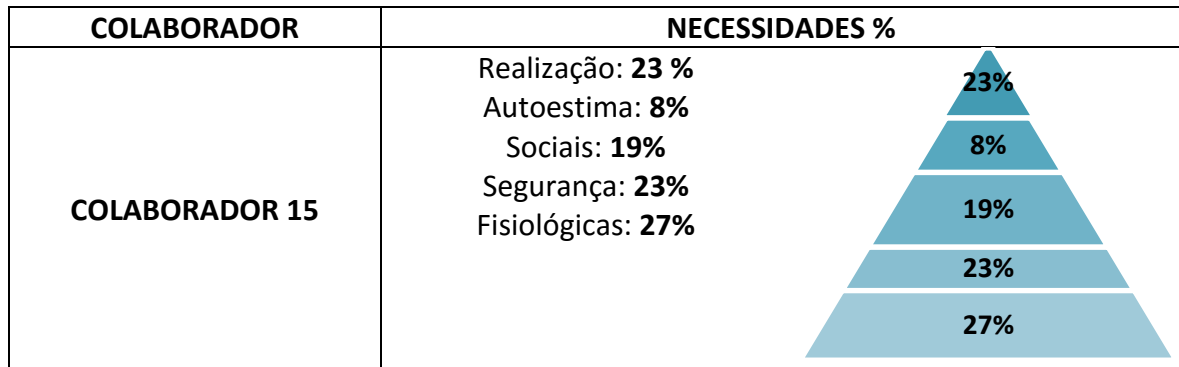 COLABORADOR
NECESSIDADES %
COLABORADOR 15
Realização: 23 %
Autoestima: 8%
Sociais: 19%
Segurança: 23%
Fisiológicas: 27%
23%
8%
19%
23%
27%